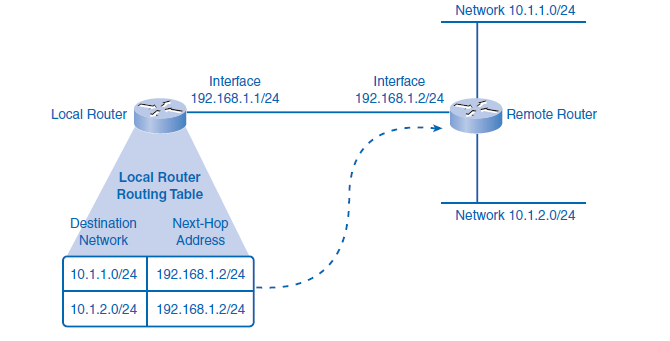 Network 10.1.1.0/24
Interface
192.168.1.1/24
Interface
192.168.1.2/24
Local Router
Remote Router
Local Router
Routing Table
Destination
Network
Next-Hop
Address
Network 10.1.2.0/24
10.1.1.0/24 192.168.1.2/24
10.1.2.0/24 192.168.1.2/24